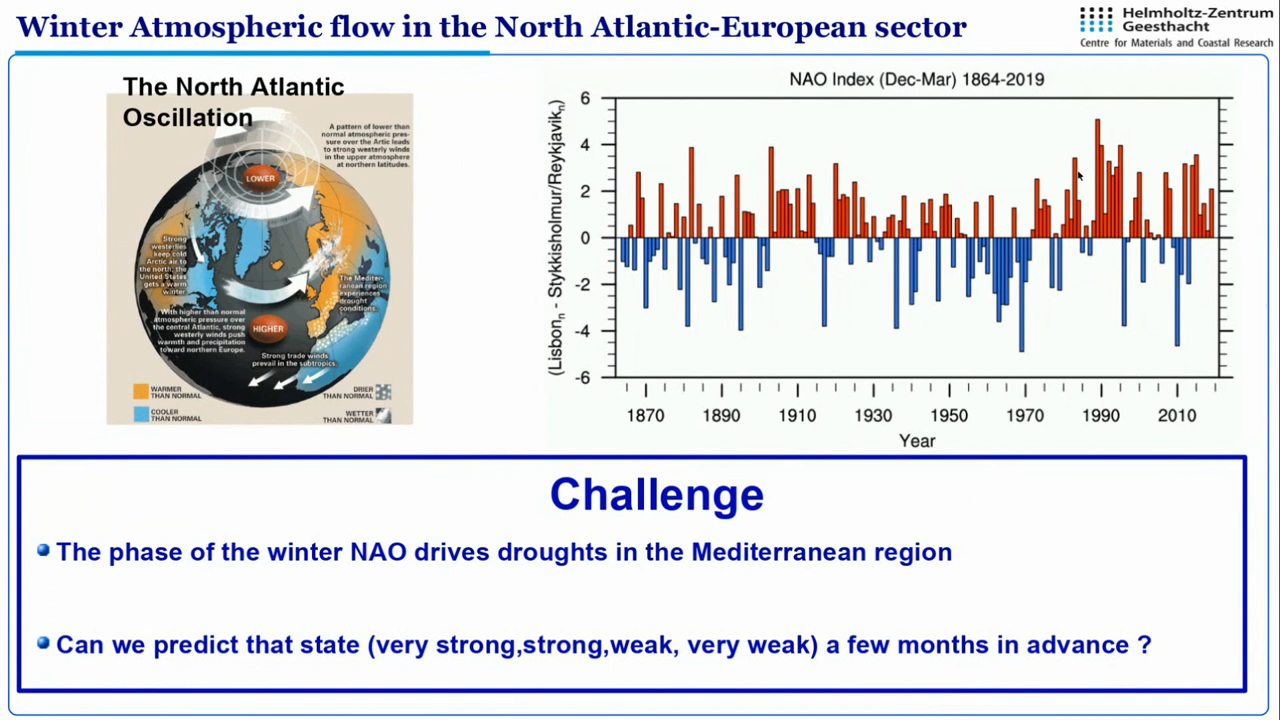 Winter Atmospheric flow in the North Atlantic-European sector
Helmholtz-Zentrum
Geesthacht
Centre for Materials and Coastal Research
The North Atlantic
Oscillation
A pattern of lower than
normal atmospheric pres-
sure over the Artic leads
to strong westerly winds
in the upper atmosphere
at northern latitudes.
LOWER
Strong
westerlies
keep cold
Arctic air to
the north; the
United States
gets a warm
winter.
The Mediter-
ranean region
experiences
drought
conditions.
With higher than normal
atmospheric pressure over
the central Atlantic, strong
westerly winds push
warmth and precipitation
toward northern Europe.
HIGHER
Strong trade winds
prevail in the subtropics.
WARMER
THAN NORMAL
DRIER
THAN NORMAL
COOLER
THAN NORMAL
WETTER
THAN NORMAL
NAO Index (Dec-Mar) 1864-2019
(Lisbonₙ - Stykkisholmur/Reykjavikₙ)
6
4
2
0
-2
-4
-6
1870 1890 1910 1930 1950 1970 1990 2010
Year
Challenge
The phase of the winter NAO drives droughts in the Mediterranean region
Can we predict that state (very strong,strong,weak, very weak) a few months in advance ?